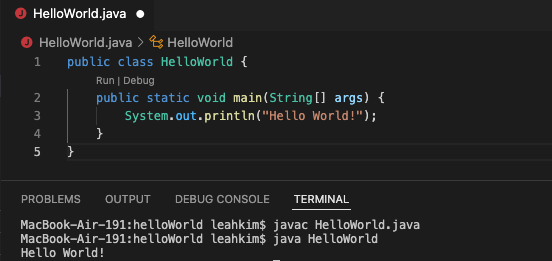 HelloWorld.java
HelloWorld.java > HelloWorld
1 public class HelloWorld {
Run | Debug
2 public static void main(String[] args) {
3 System.out.println("Hello World!");
4 }
5 }
PROBLEMS OUTPUT DEBUG CONSOLE TERMINAL
MacBook-Air-191:helloWorld leahkim$ javac HelloWorld.java
MacBook-Air-191:helloWorld leahkim$ java HelloWorld
Hello World!